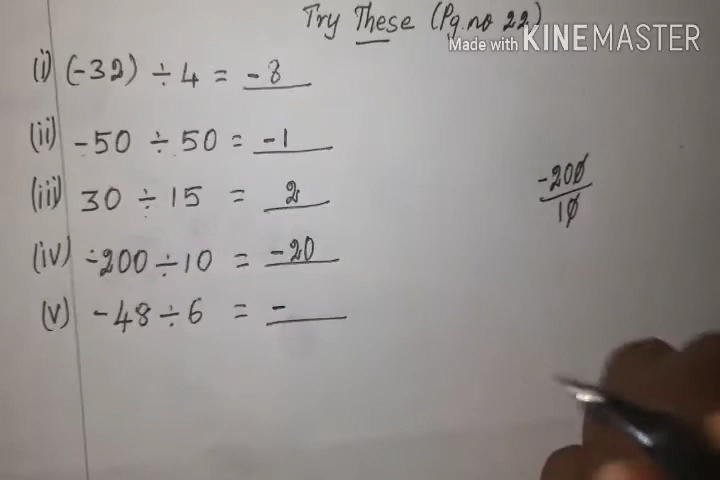 Try These (Pg.no 22)
Made with KINEMASTER
(i) (-32) ÷ 4 = -8
(ii) -50 ÷ 50 = -1
(iii) 30 ÷ 15 = 2
(iv) -200 ÷ 10 = -20
(v) -48 ÷ 6 = -
-200
10